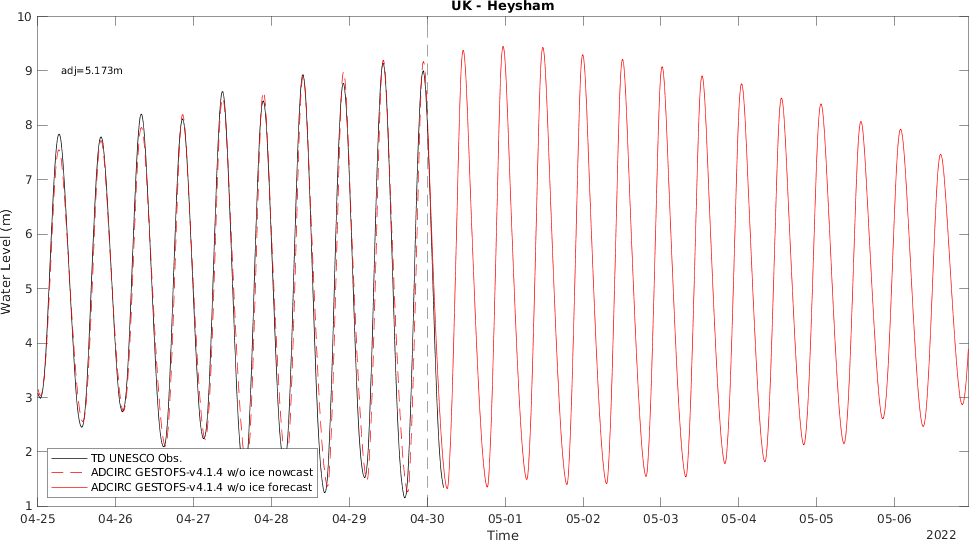 UK - Heysham
10
9
8
7
6
5
4
3
2
1
Water Level (m)
adj=5.173m
TD UNESCO Obs.
ADCIRC GESTOFS-v4.1.4 w/o ice nowcast
ADCIRC GESTOFS-v4.1.4 w/o ice forecast
04-25 04-26 04-27 04-28 04-29 04-30 05-01 05-02 05-03 05-04 05-05 05-06
Time
2022